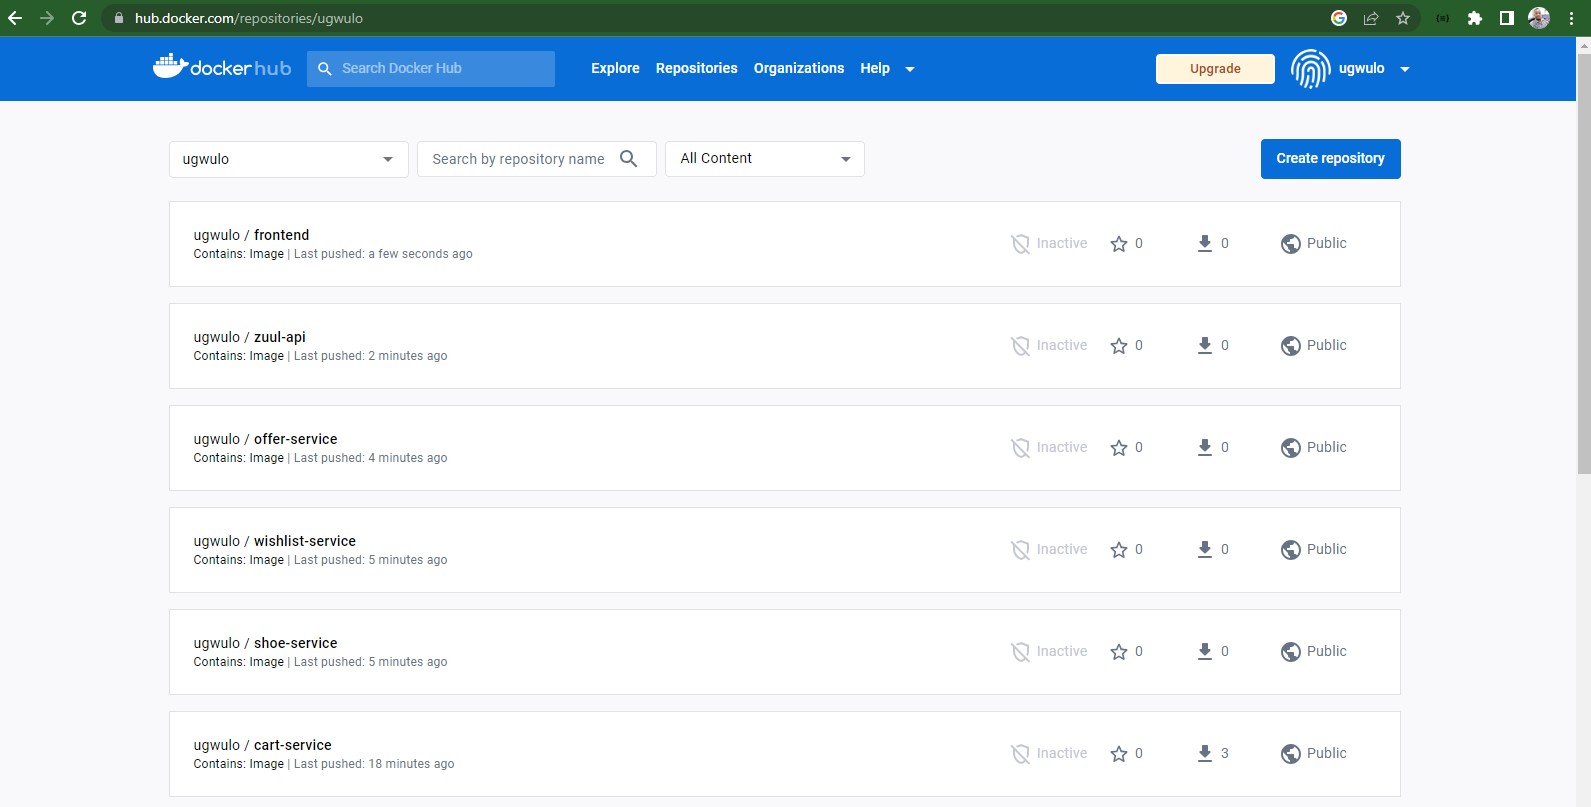 hub.docker.com/repositories/ugwulo
docker hub
Search Docker Hub
Explore Repositories Organizations Help
Upgrade
ugwulo
ugwulo
Search by repository name
All Content
Create repository
ugwulo / frontend
Contains: Image | Last pushed: a few seconds ago
Inactive 0 0 Public
ugwulo / zuul-api
Contains: Image | Last pushed: 2 minutes ago
Inactive 0 0 Public
ugwulo / offer-service
Contains: Image | Last pushed: 4 minutes ago
Inactive 0 0 Public
ugwulo / wishlist-service
Contains: Image | Last pushed: 5 minutes ago
Inactive 0 0 Public
ugwulo / shoe-service
Contains: Image | Last pushed: 5 minutes ago
Inactive 0 0 Public
ugwulo / cart-service
Contains: Image | Last pushed: 18 minutes ago
Inactive 0 3 Public